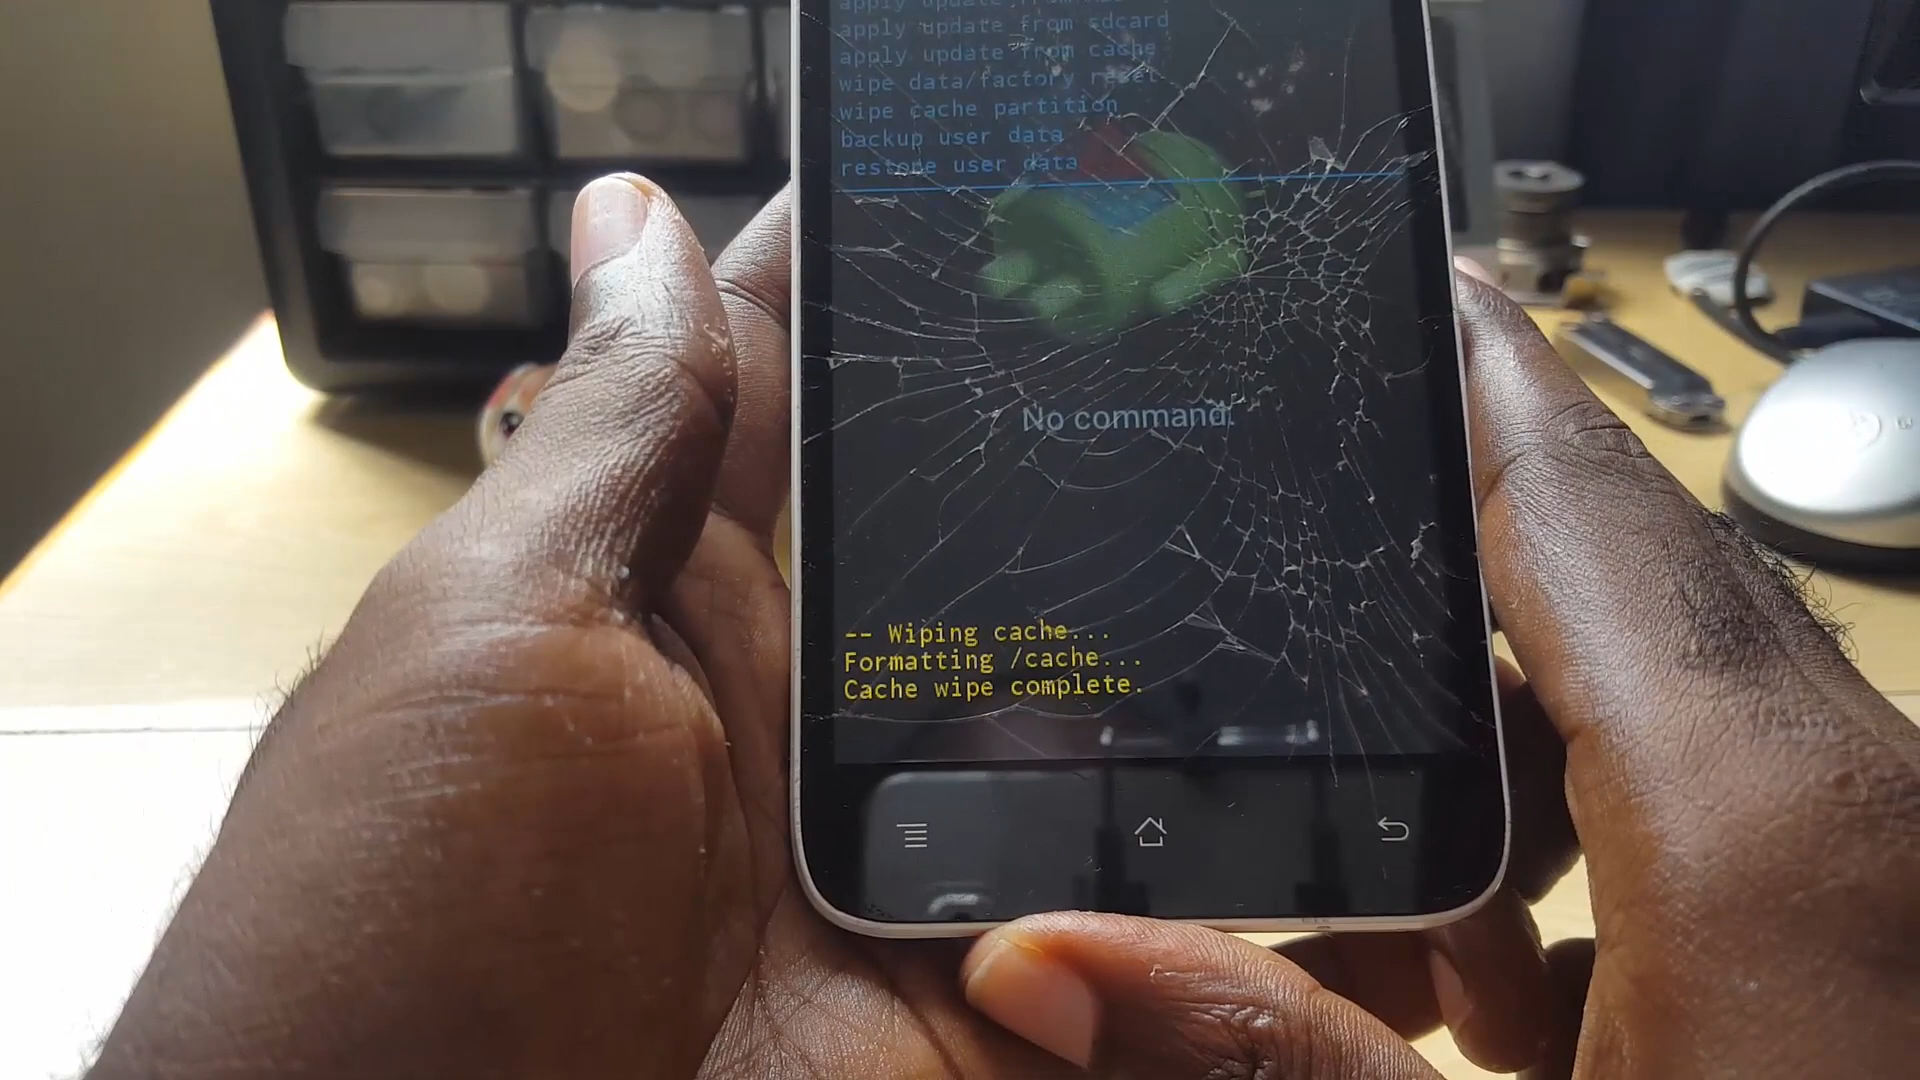 apply update from sdcard
apply update from cache
wipe data/factory reset
wipe cache partition
backup user data
restore user data
No command.
-- Wiping cache...
Formatting /cache...
Cache wipe complete.